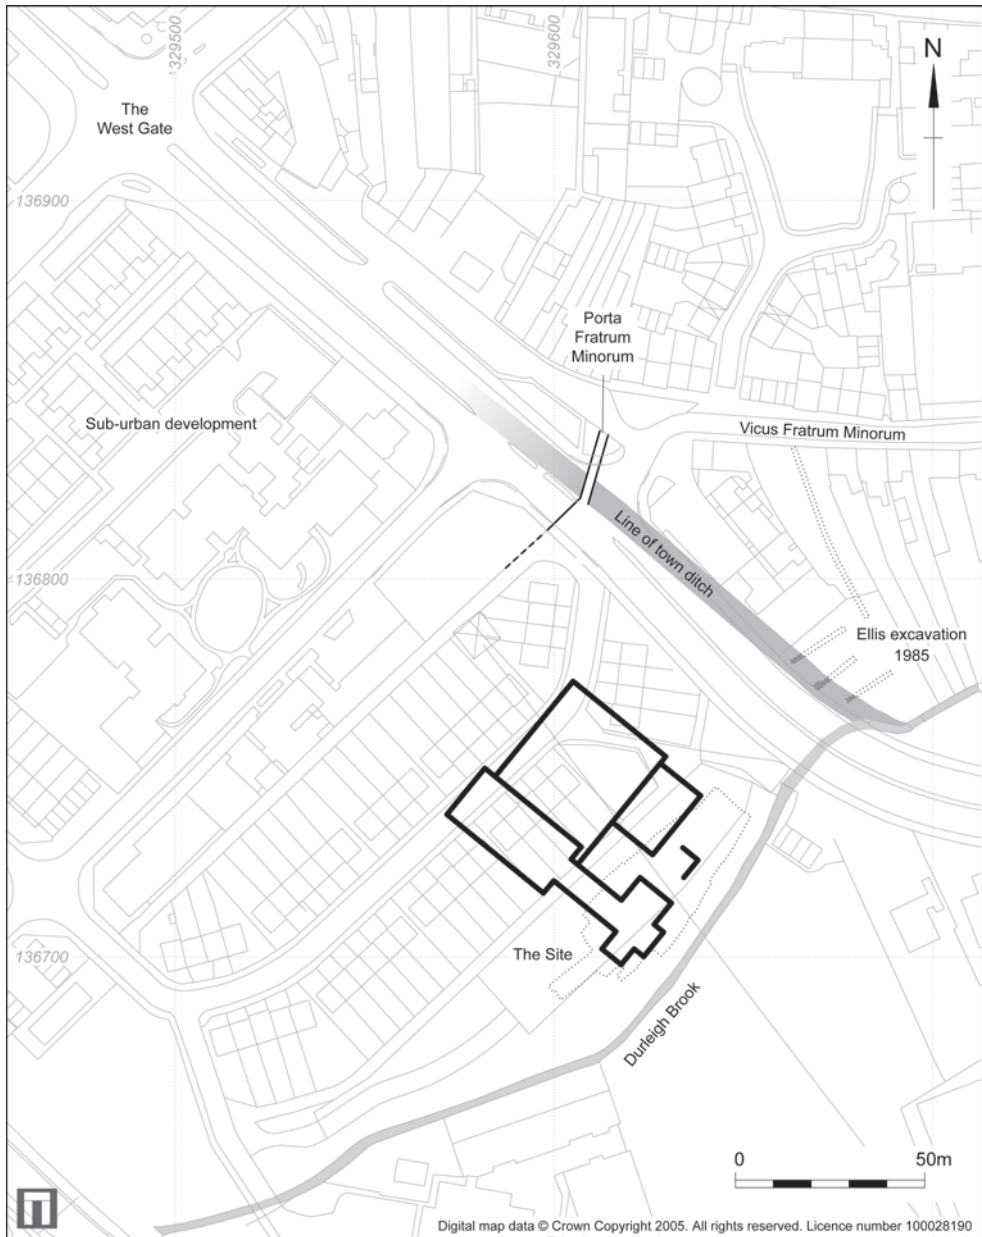 329500
329600
N
The
West Gate
136900
Porta
Fratrum
Minorum
Sub-urban development
Vicus Fratrum Minorum
Line of town ditch
136800
Ellis excavation
1985
The Site
136700
Durleigh Brook
0 50m
Digital map data © Crown Copyright 2005. All rights reserved. Licence number 100028190